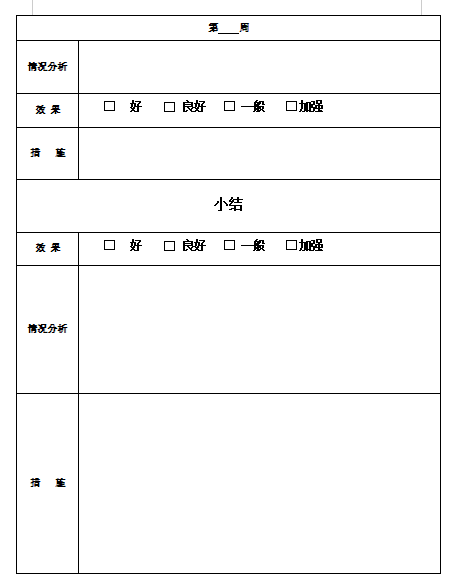 第____周
情况分析
效 果 □ 好 □ 良好 □ 一般 □加强
措 施
小结
效 果 □ 好 □ 良好 □ 一般 □加强
情况分析
措 施